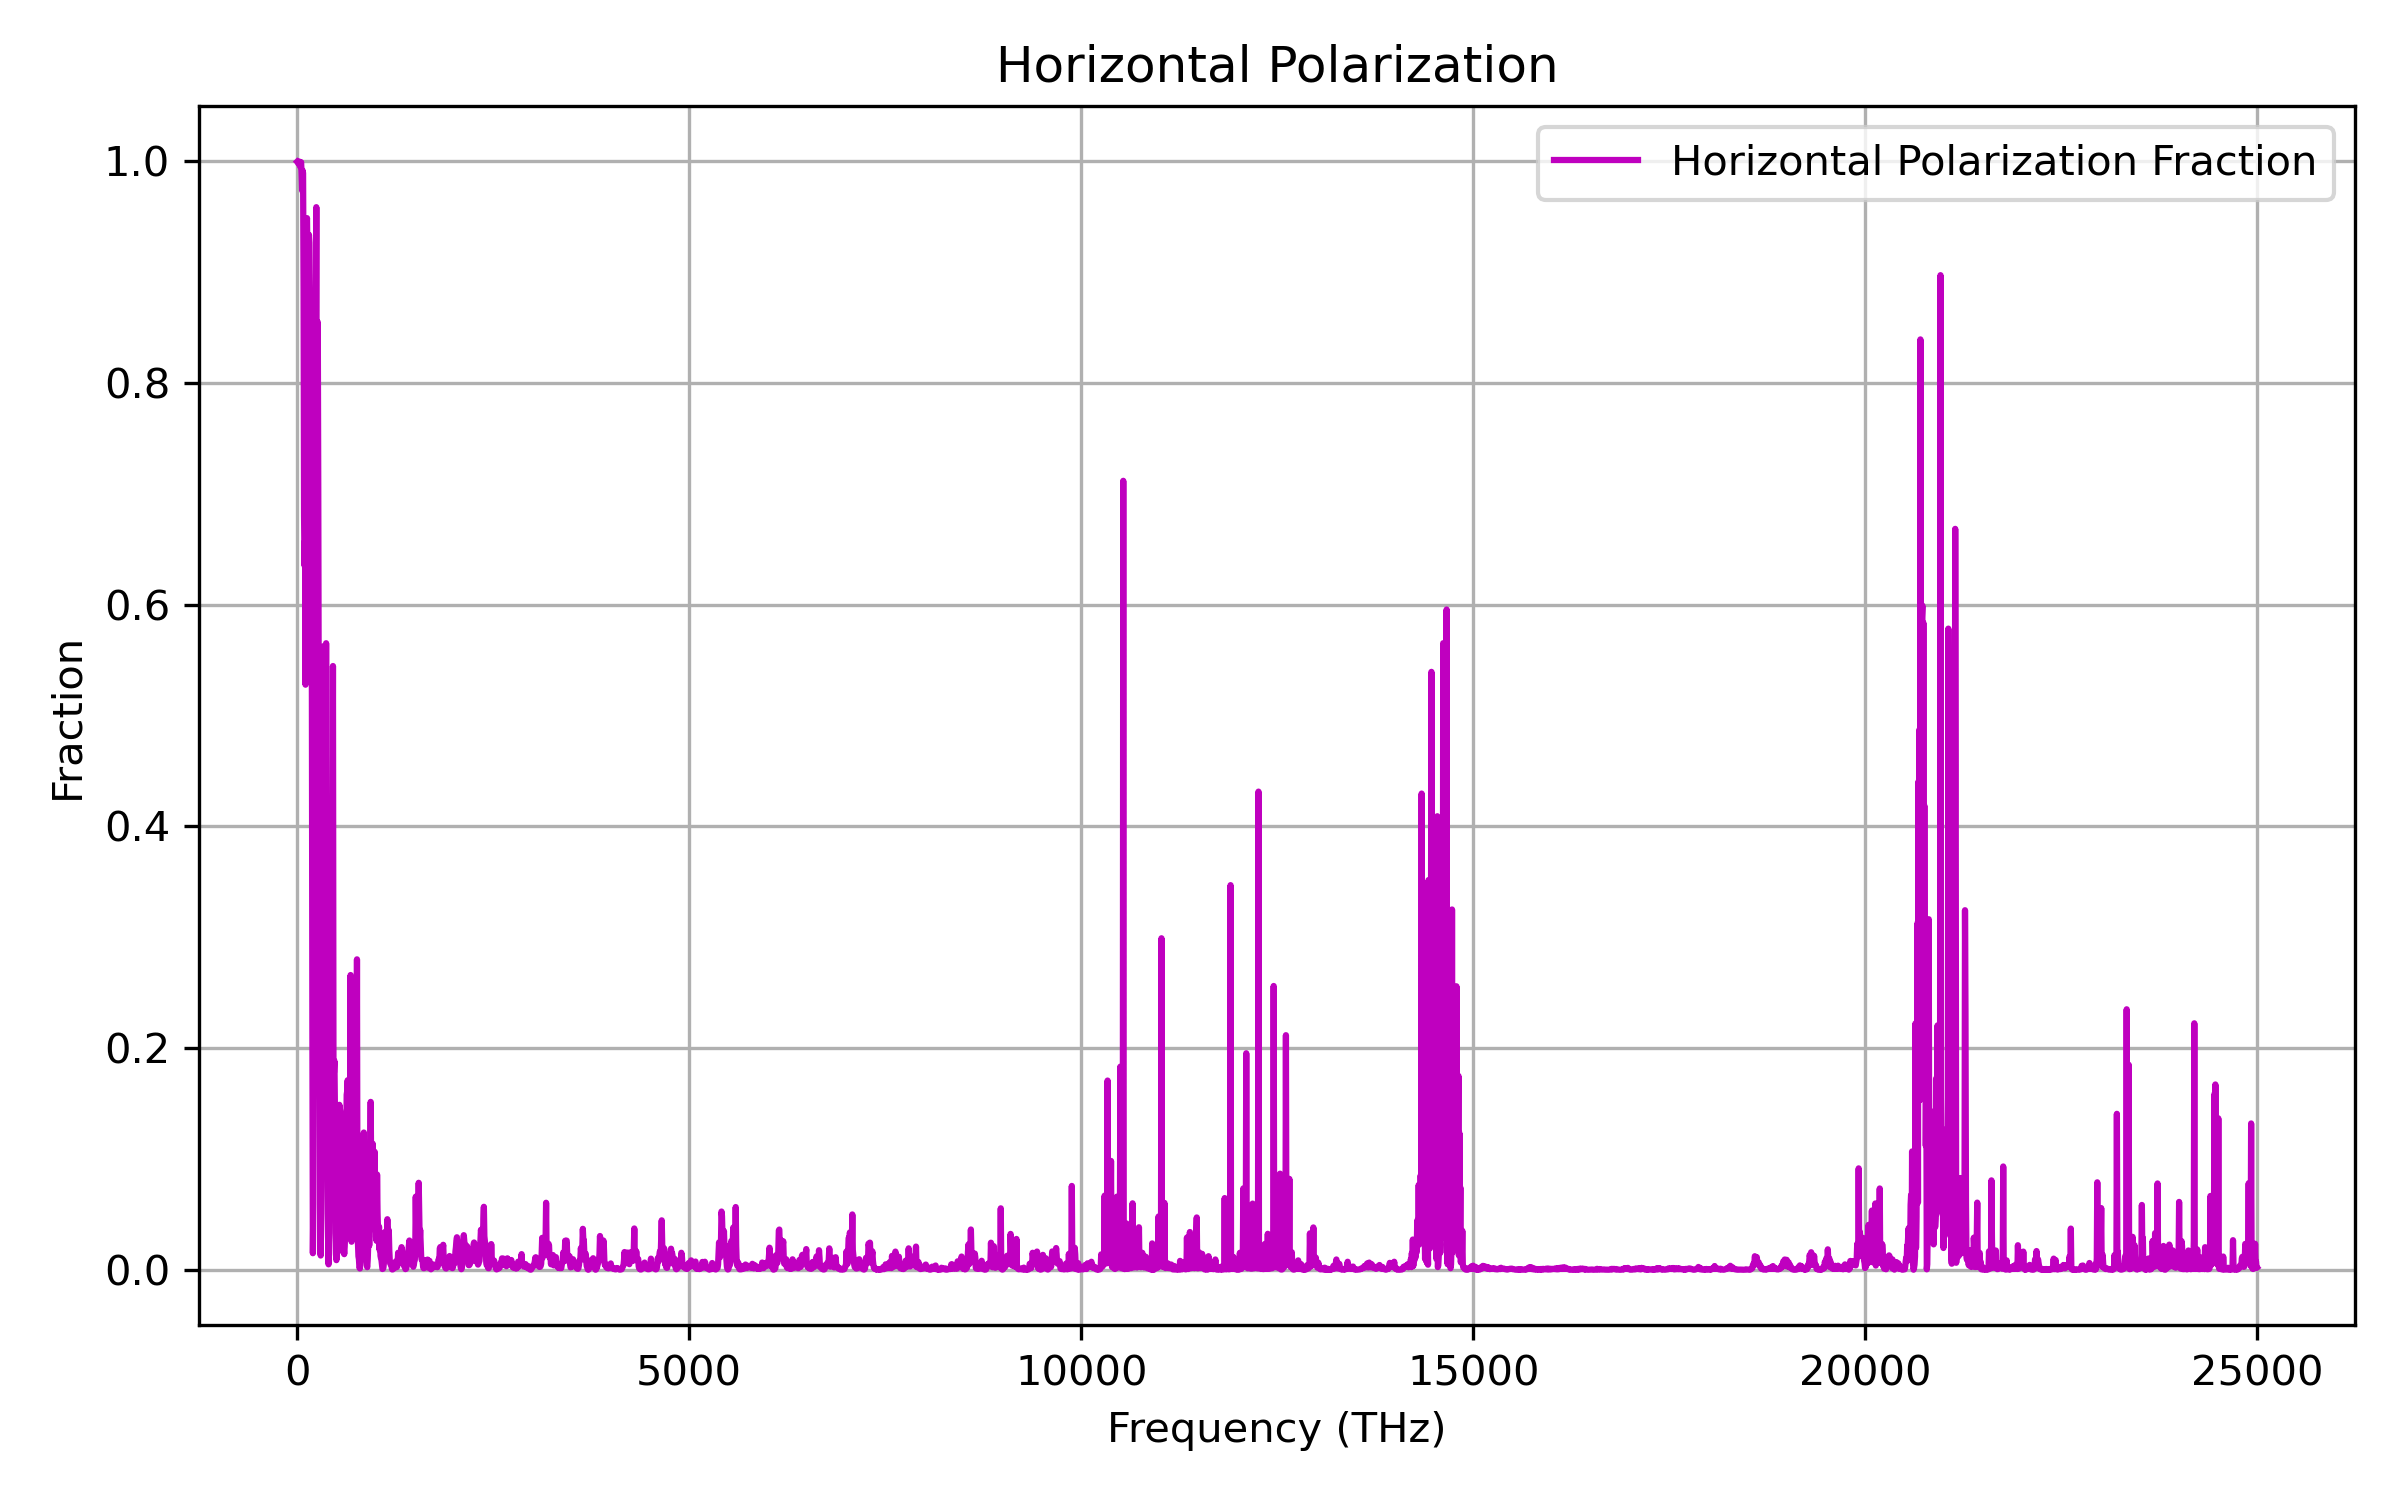 Horizontal Polarization
Horizontal Polarization Fraction
1.0
0.8
0.6
0.4
0.2
0.0
Fraction
0 5000 10000 15000 20000 25000
Frequency (THz)